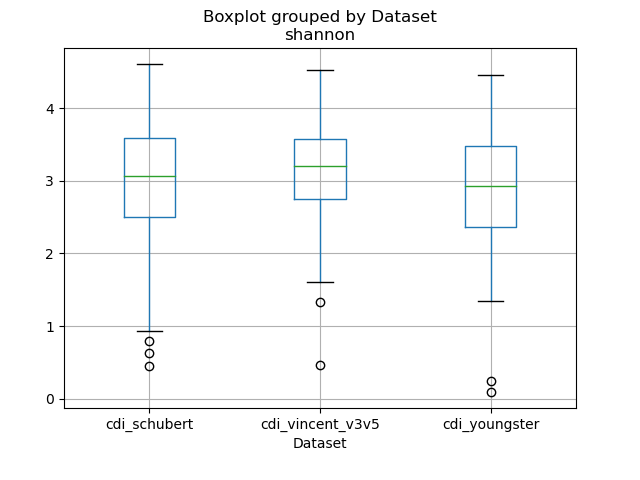 Boxplot grouped by Dataset
shannon
4
3
2
1
0
cdi_schubert
cdi_vincent_v3v5
cdi_youngster
Dataset